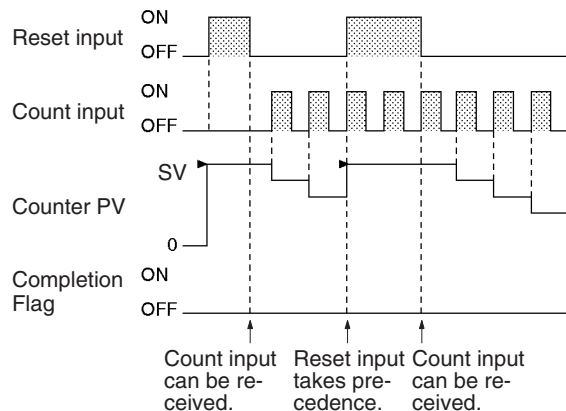 ON
Reset input
OFF
ON
Count input
OFF
SV
Counter PV
0
Completion
Flag
ON
OFF
Count input
can be re-
ceived.
Reset input
takes pre-
cedence.
Count input
can be re-
ceived.